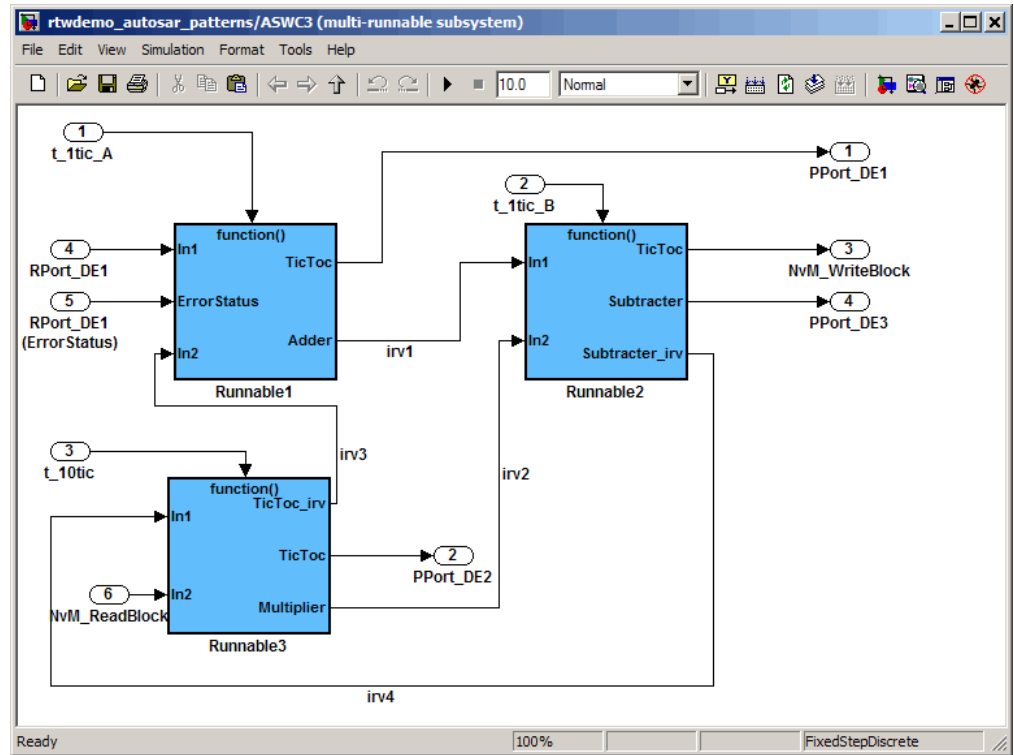 rtwdemo_autosar_patterns/ASWC3 (multi-runnable subsystem)
File Edit View Simulation Format Tools Help
10.0 Normal
1
t_1tic_A
1
PPort_DE1
2
t_1tic_B
function()
In1
TicToc
ErrorStatus
Adder
In2
Runnable1
4
RPort_DE1
5
RPort_DE1
(ErrorStatus)
irv1
function()
TicToc
In1
Subtracter
In2
Subtracter_irv
Runnable2
3
NvM_WriteBlock
4
PPort_DE3
irv3
irv2
3
t_10tic
function()
TicToc_irv
In1
TicToc
In2
Multiplier
Runnable3
2
PPort_DE2
6
NvM_ReadBlock
irv4
Ready 100% FixedStepDiscrete